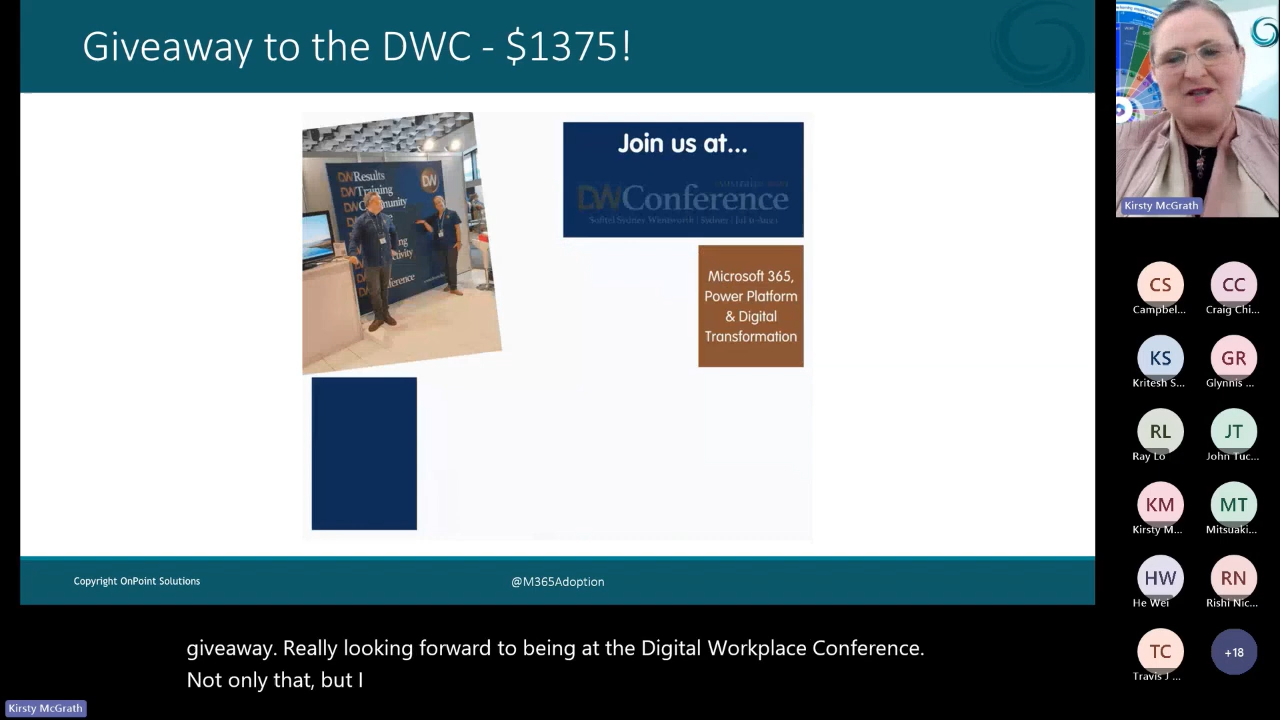 Giveaway to the DWC - $1375!
DWResults
DWTraining
DW
Join us at...
DWConference
Microsoft 365,
Power Platform
& Digital
Transformation
Copyright OnPoint Solutions
@M365Adoption
giveaway. Really looking forward to being at the Digital Workplace Conference.
Not only that, but I
Kirsty McGrath
Kirsty McGrath
CS
CC
Campbel...
Craig Chi...
KS
GR
Kritesh S...
Glynnis ...
RL
JT
Ray Lo
John Tuc...
KM
MT
Kirsty M...
Mitsuaki...
HW
RN
He Wei
Rishi Nic...
TC
+18
Travis J ...